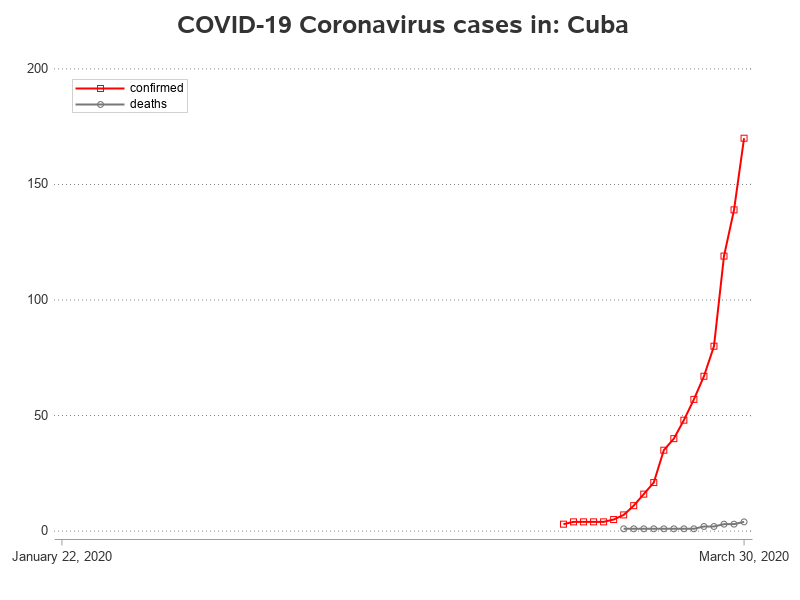 COVID-19 Coronavirus cases in: Cuba
200
confirmed
deaths
150
100
50
0
January 22, 2020
March 30, 2020